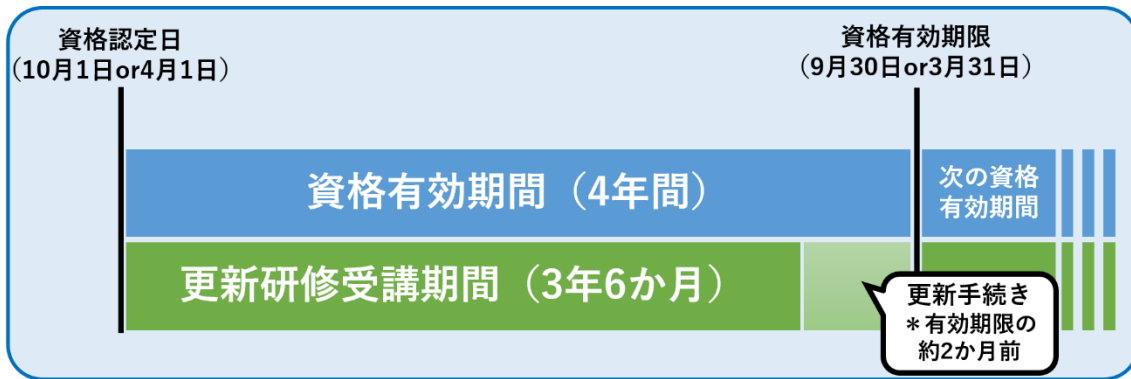 資格認定日
（10月1日or4月1日）
資格有効期限
（9月30日or3月31日）
資格有効期間（4年間）
次の資格
有効期間
更新研修受講期間（3年6か月）
更新手続き
＊有効期限の
約2か月前